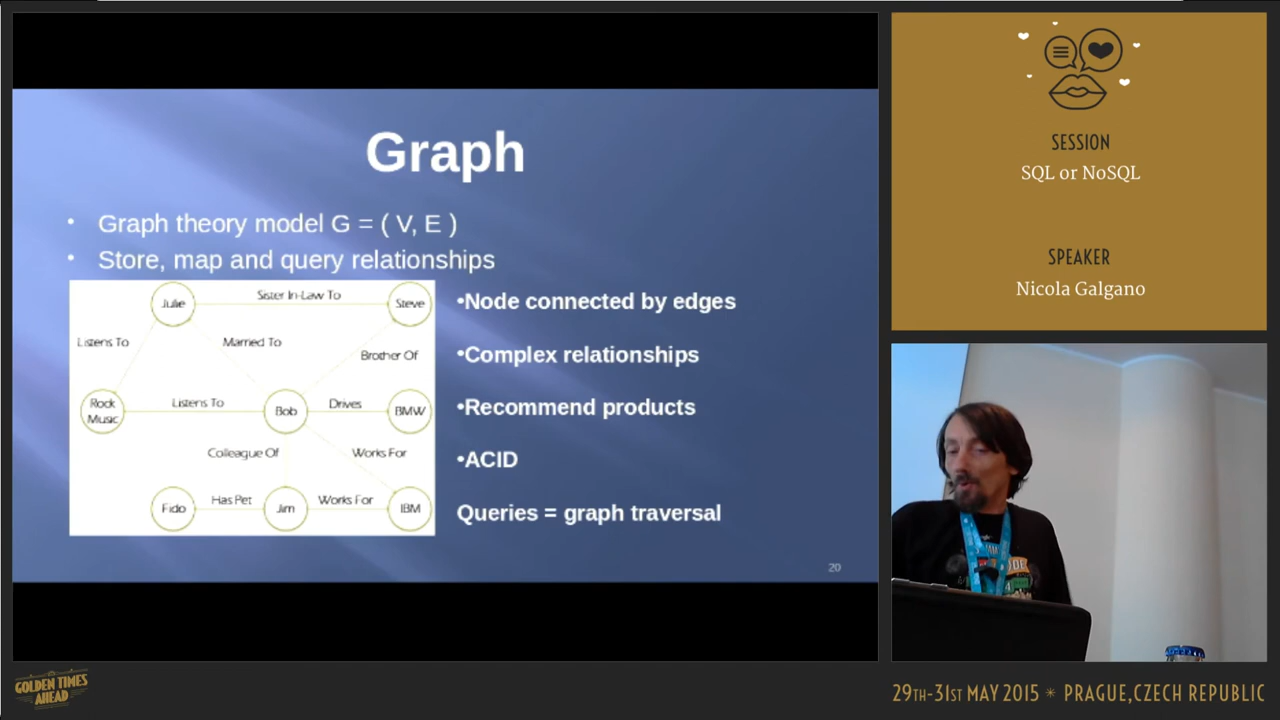 Graph
• Graph theory model G = ( V, E )
• Store, map and query relationships
Julie
Sister In-Law To
Steve
Listens To
Married To
Brother Of
Rock
Music
Listens To
Bob
Drives
BMW
Colleague Of
Works For
Fido
Has Pet
Jim
Works For
IBM
•Node connected by edges
•Complex relationships
•Recommend products
•ACID
Queries = graph traversal
20
SESSION
SQL or NoSQL
SPEAKER
Nicola Galgano
GOLDEN TIMES
AHEAD
29TH-31ST MAY 2015 * PRAGUE,CZECH REPUBLIC